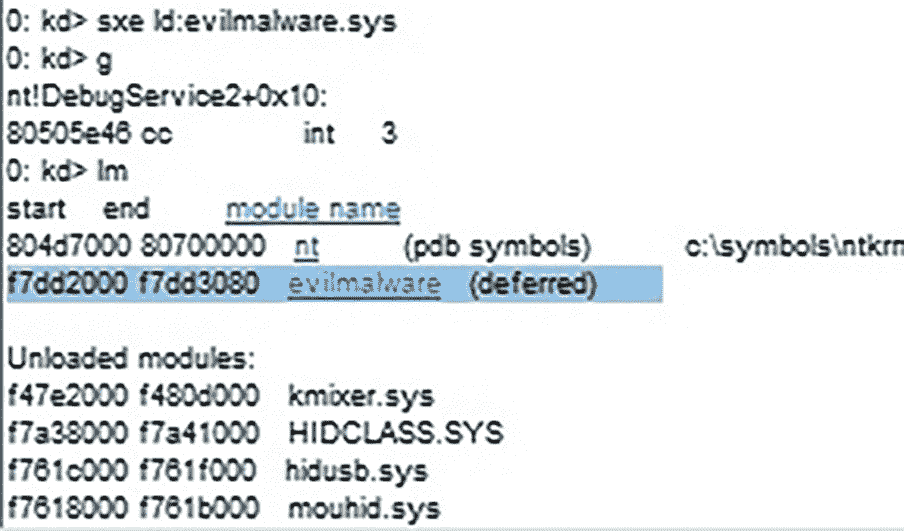 0: kd> sxe ld:evilmalware.sys
0: kd> g
nt!DebugService2+0x10:
80505e46 cc int 3
0: kd> lm
start end module name
804d7000 80700000 nt (pdb symbols) c:\symbols\ntkrn
f7dd2000 f7dd3080 evilmalware (deferred)
Unloaded modules:
f47e2000 f480d000 kmixer.sys
f7a38000 f7a41000 HIDCLASS.SYS
f761c000 f761f000 hidusb.sys
f7618000 f761b000 mouhid.sys